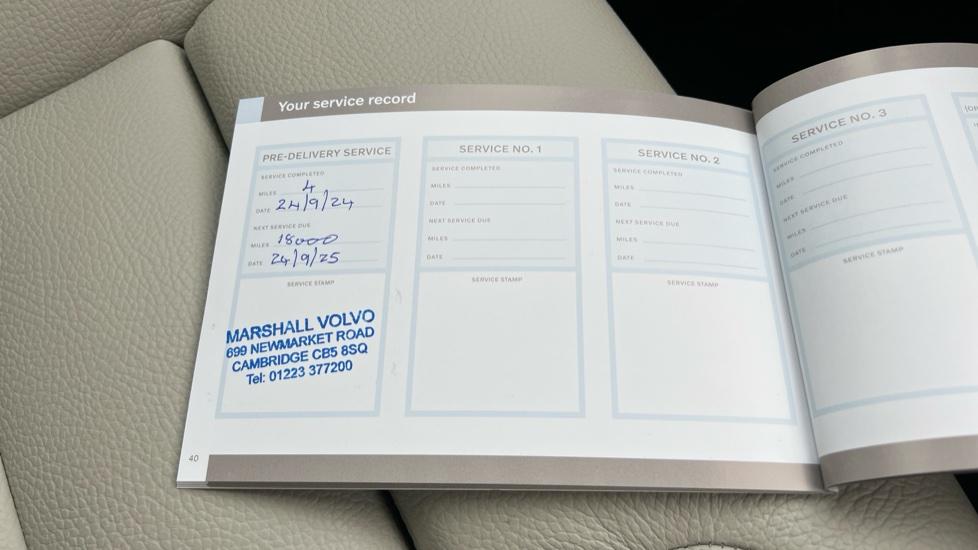 Your service record
PRE-DELIVERY SERVICE
SERVICE COMPLETED
MILES 4
DATE 24/9/24
NEXT SERVICE DUE
MILES 18000
DATE 24/9/25
SERVICE STAMP
MARSHALL VOLVO
699 NEWMARKET ROAD
CAMBRIDGE CB5 8SQ
Tel: 01223 377200
SERVICE NO. 1
SERVICE COMPLETED
MILES
DATE
NEXT SERVICE DUE
MILES
DATE
SERVICE STAMP
SERVICE NO. 2
SERVICE COMPLETED
MILES
DATE
NEXT SERVICE DUE
MILES
DATE
SERVICE STAMP
SERVICE NO. 3
SERVICE COMPLETED
MILES
DATE
NEXT SERVICE DUE
MILES
DATE
SERVICE STAMP
40